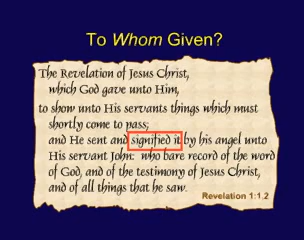 To Whom Given?
The Revelation of Jesus Christ,
which God gave unto Him,
to show unto His servants things which must
shortly come to pass;
and He sent and signified it by his angel unto
His servant John: who bare record of the word
of God, and of the testimony of Jesus Christ,
and of all things that he saw.
Revelation 1:1.2